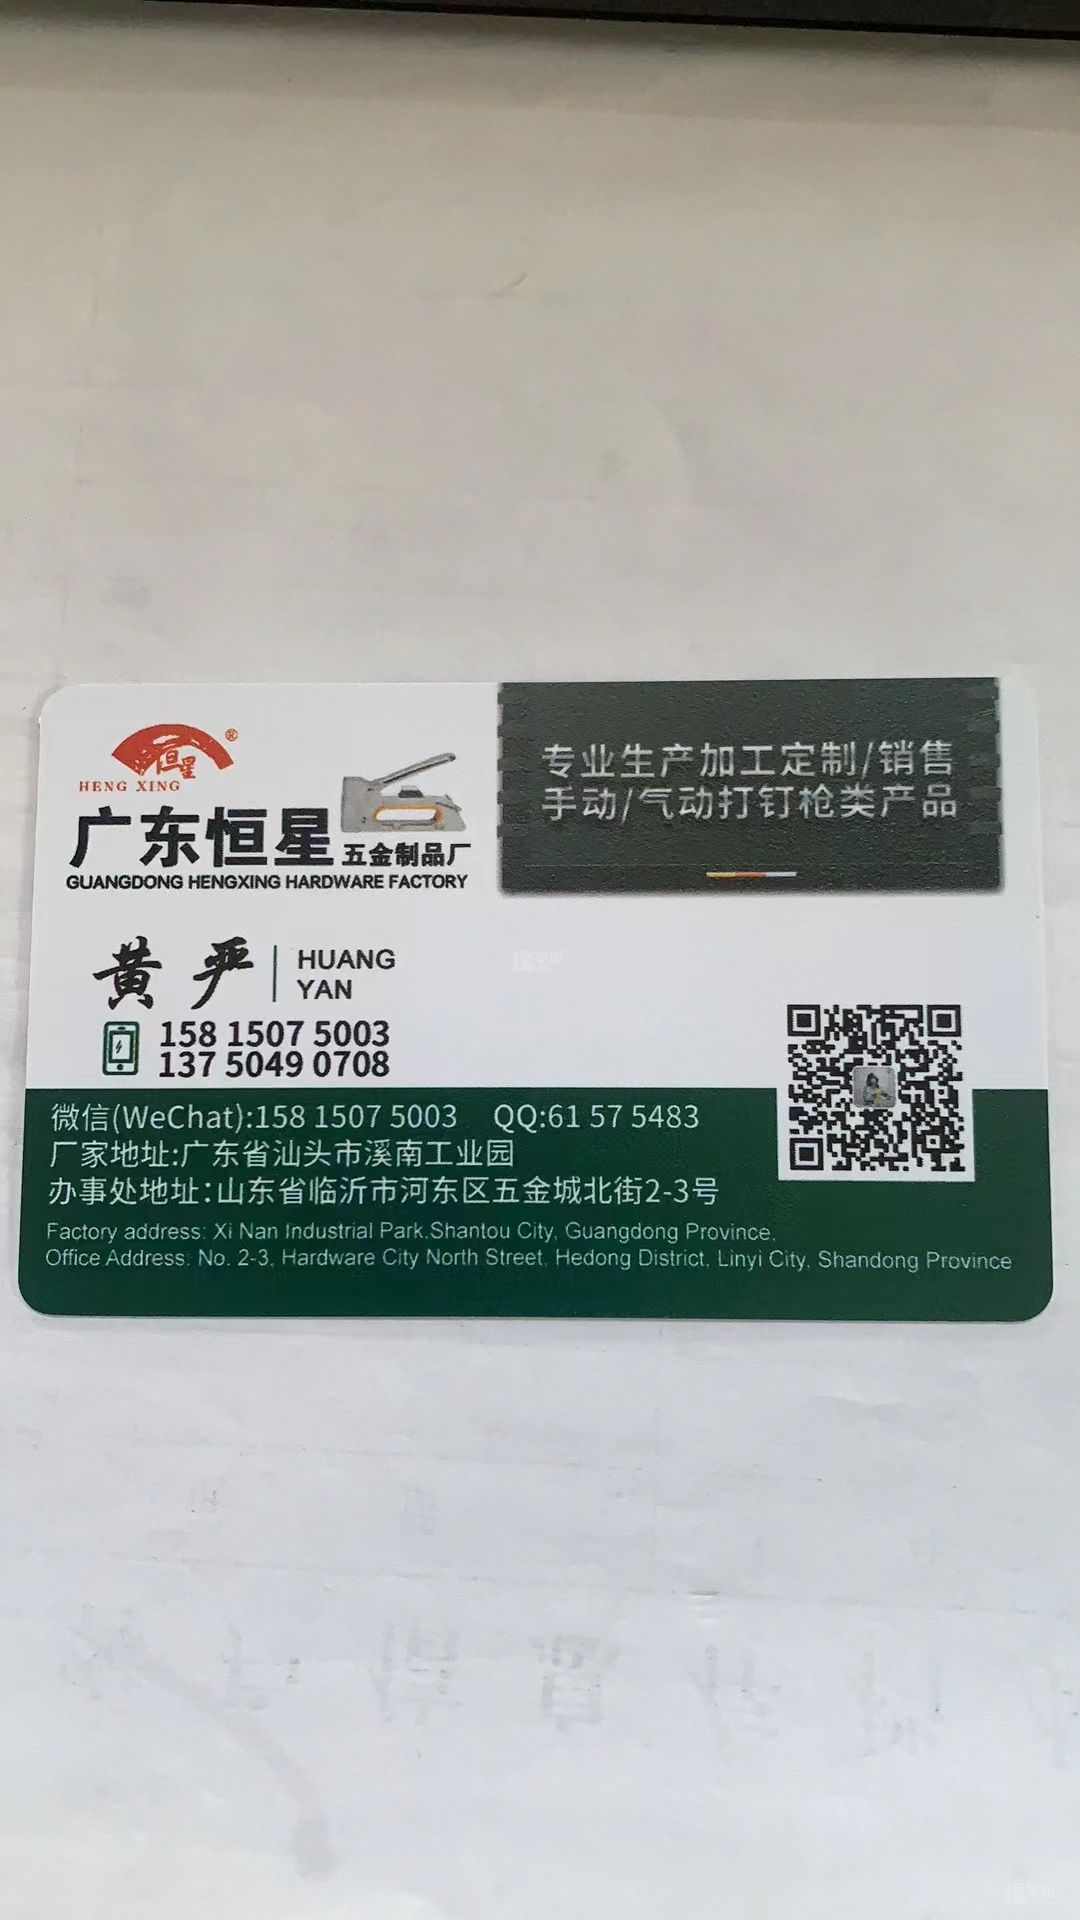 恒星®
HENG XING
广东恒星五金制品厂
GUANGDONG HENGXING HARDWARE FACTORY
专业生产加工定制/销售
手动/气动打钉枪类产品
黄严
HUANG
YAN
158 1507 5003
137 5049 0708
微信(WeChat):158 1507 5003 QQ:61 57 5483
厂家地址:广东省汕头市溪南工业园
办事处地址:山东省临沂市河东区五金城北街2-3号
Factory address: Xi Nan Industrial Park,Shantou City, Guangdong Province.
Office Address: No. 2-3, Hardware City North Street, Hedong District, Linyi City, Shandong Province